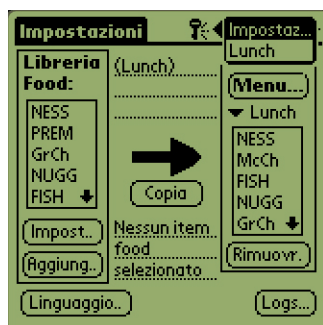 Impostazioni
Impostaz...
Lunch
Libreria
Food:
NESS
PREM
GrCh
NUGG
FISH
Impost..
Aggiung..
(Lunch)
Copia
Nessun item
food
selezionato
Menu...
Lunch
NESS
McCh
FISH
NUGG
GrCh
Rimuovr.
Linguaggio..
Logs...